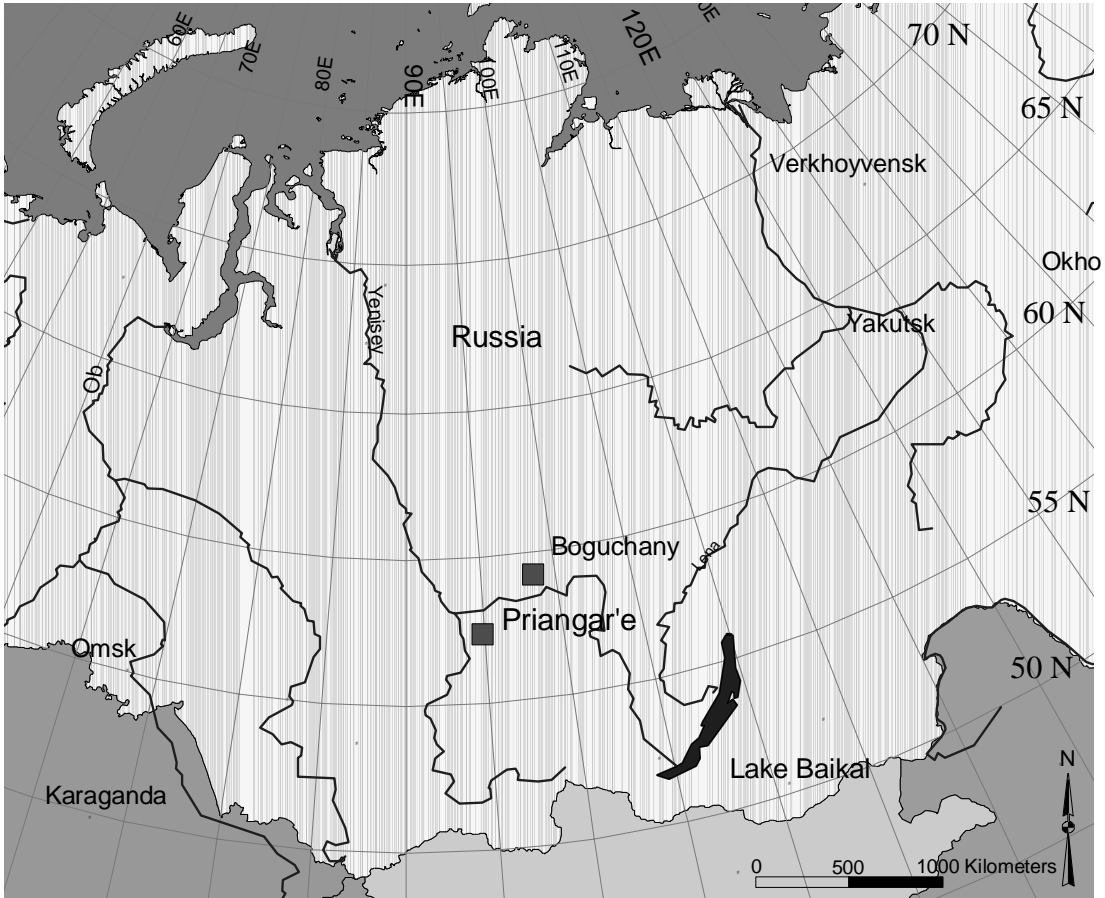 60E
70E
80E
90E
100E
110E
120E
70 N
65 N
Verkhoyvensk
Okho
60 N
Yenisey
Russia
Yakutsk
Ob
55 N
Boguchany
Lena
Priangar'e
Omsk
50 N
Lake Baikal
N
Karaganda
0 500 1000 Kilometers